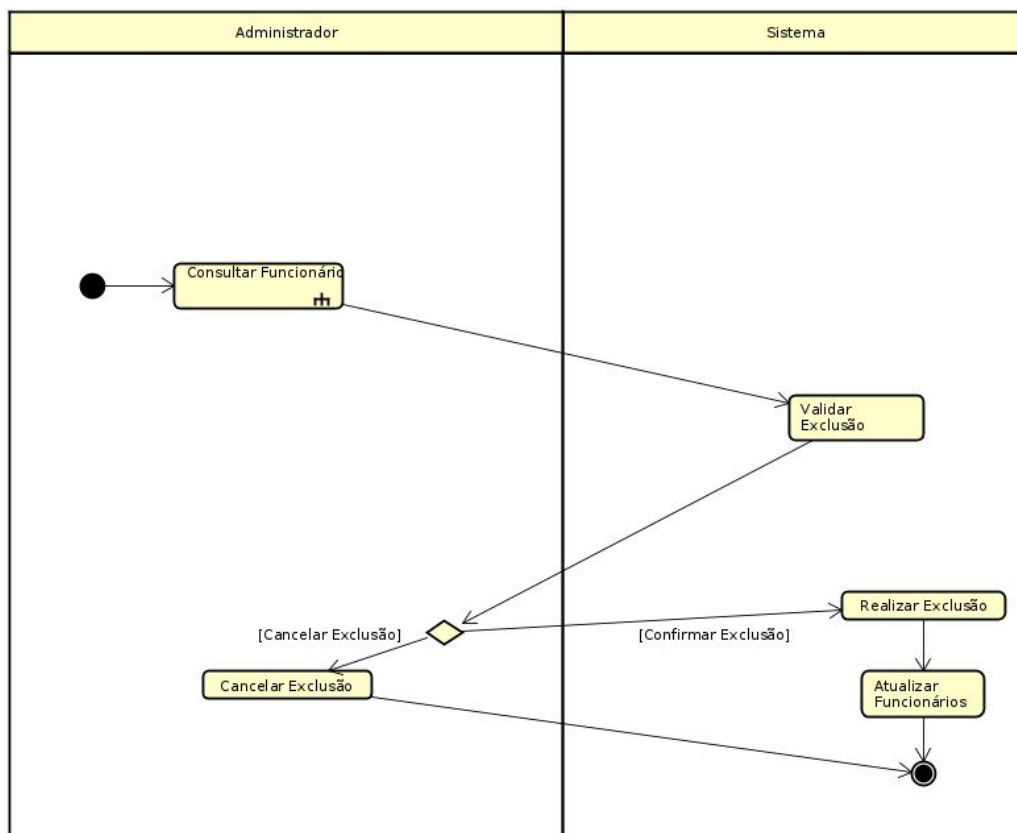 Administrador
Sistema
Consultar Funcionário
Validar
Exclusão
Realizar Exclusão
[Cancelar Exclusão]
[Confirmar Exclusão]
Cancelar Exclusão
Atualizar
Funcionários